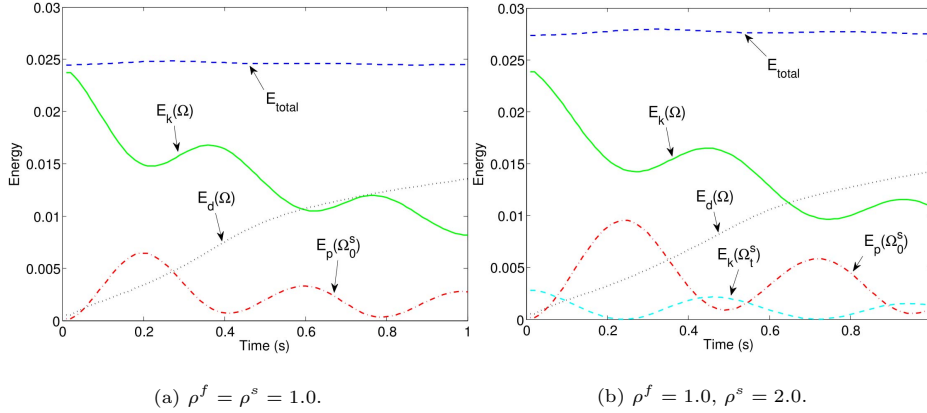 0.03
0.025
0.02
0.015
0.01
0.005
0
Energy
E_total
E_k(Ω)
E_d(Ω)
E_p(Ω_0^s)
0 0.2 0.4 0.6 0.8 1
Time (s)
(a) ρ^f = ρ^s = 1.0.
0.03
0.025
0.02
0.015
0.01
0.005
0
Energy
E_total
E_k(Ω)
E_d(Ω)
E_k(Ω_t^s)
E_p(Ω_0^s)
0 0.2 0.4 0.6 0.8
Time (s)
(b) ρ^f = 1.0, ρ^s = 2.0.